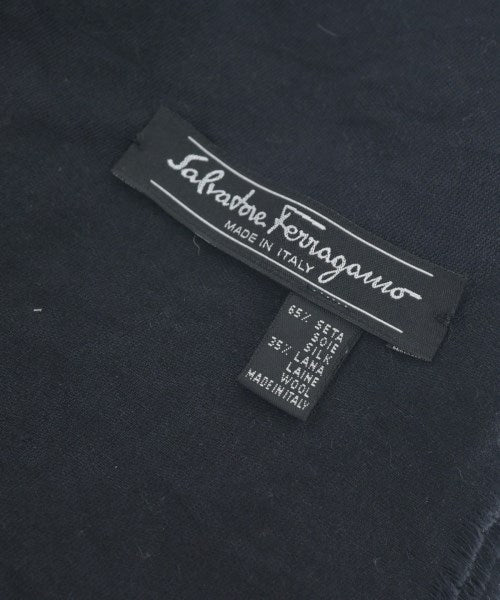 Salvatore Ferragamo
MADE IN ITALY
65% SETA
SOIE
SILK
35% LANA
LAINE
WOOL
MADE IN ITALY